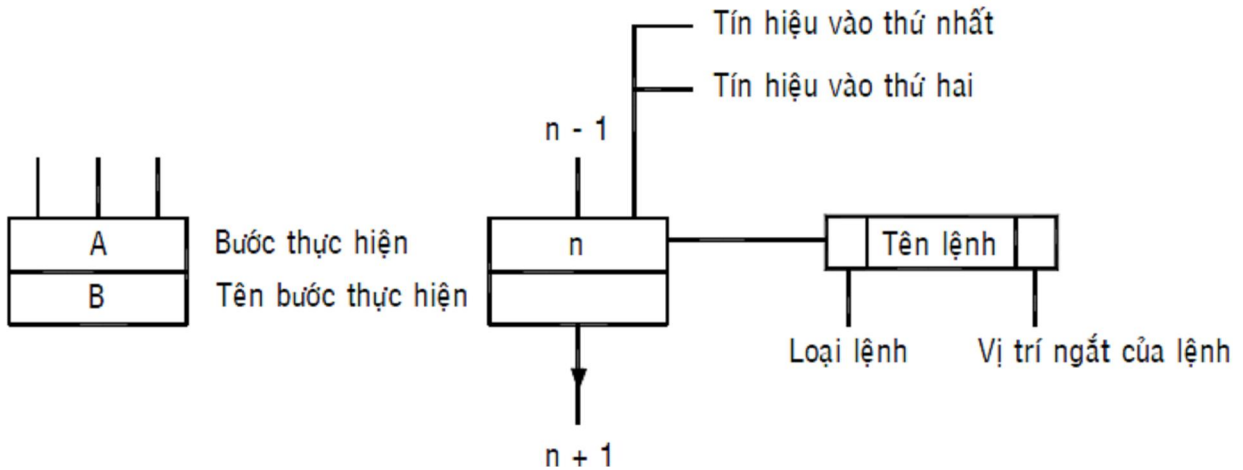 Tín hiệu vào thứ nhất
Tín hiệu vào thứ hai
n - 1
A
Bước thực hiện
n
Tên lệnh
B
Tên bước thực hiện
Loại lệnh
Vị trí ngắt của lệnh
n + 1